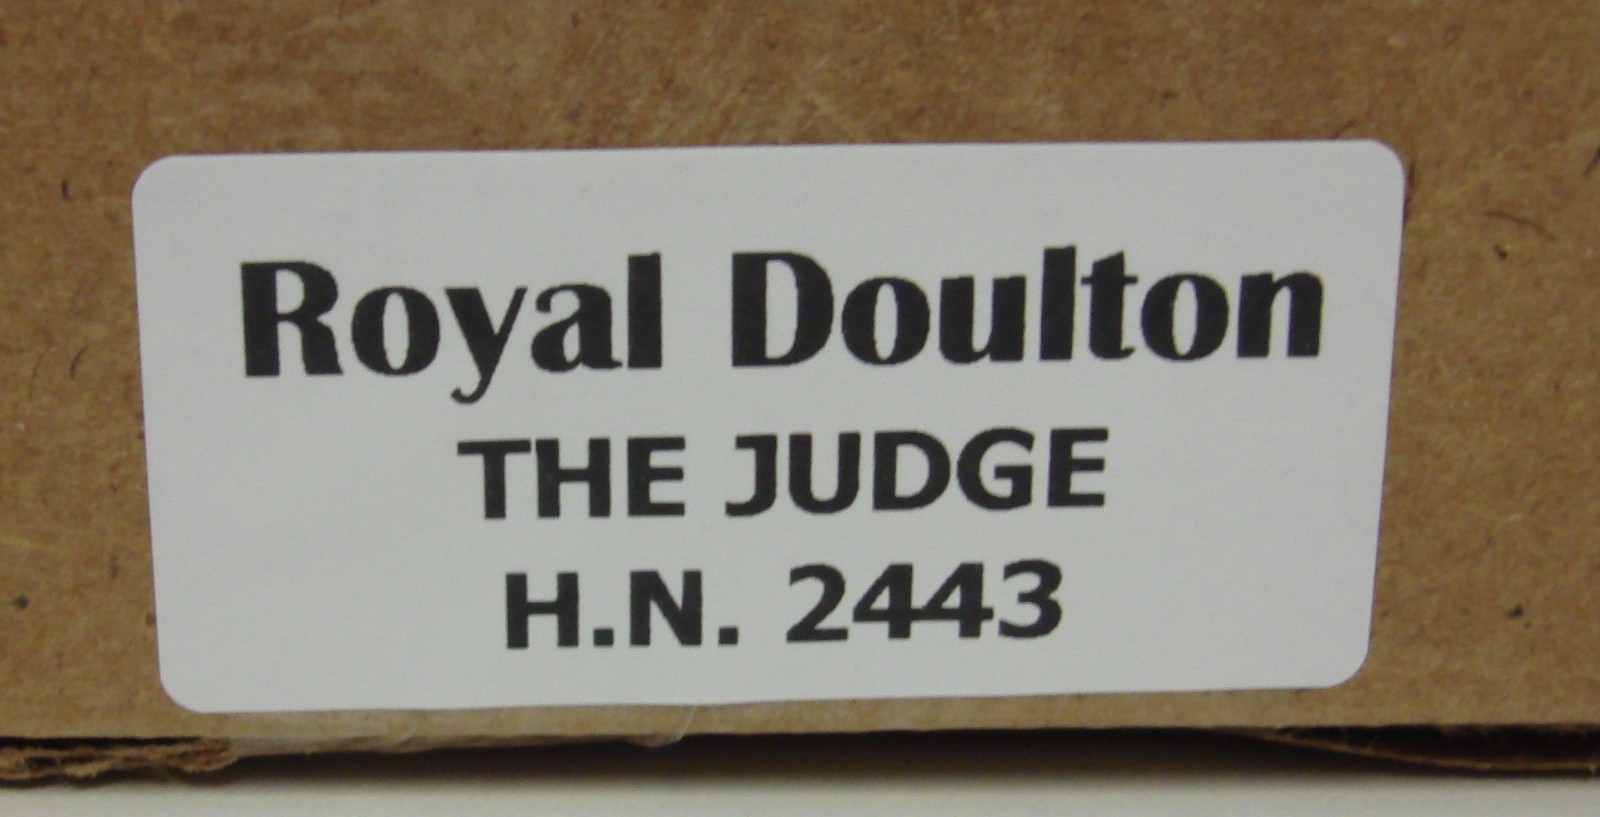 Royal Doulton
THE JUDGE
H.N. 2443